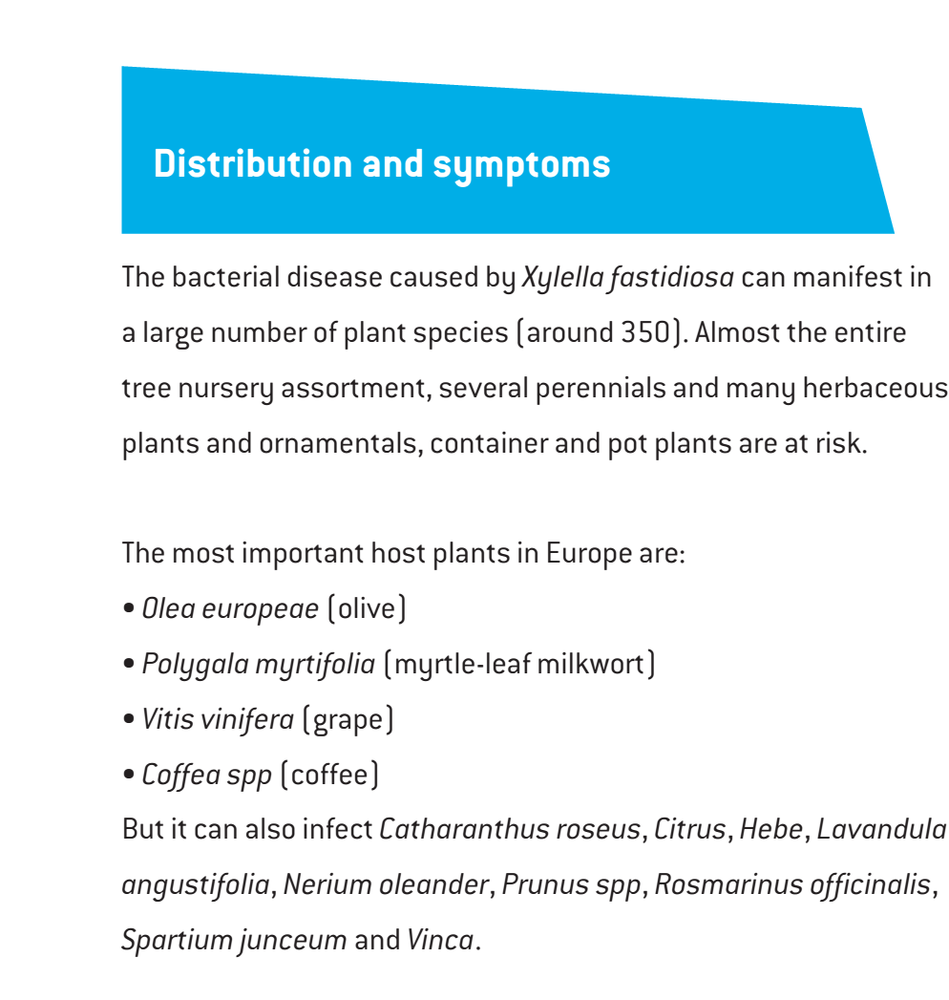 Distribution and symptoms
The bacterial disease caused by Xylella fastidiosa can manifest in
a large number of plant species (around 350). Almost the entire
tree nursery assortment, several perennials and many herbaceous
plants and ornamentals, container and pot plants are at risk.
The most important host plants in Europe are:
• Olea europeae (olive)
• Polygala myrtifolia (myrtle-leaf milkwort)
• Vitis vinifera (grape)
• Coffea spp (coffee)
But it can also infect Catharanthus roseus, Citrus, Hebe, Lavandula
angustifolia, Nerium oleander, Prunus spp, Rosmarinus officinalis,
Spartium junceum and Vinca.